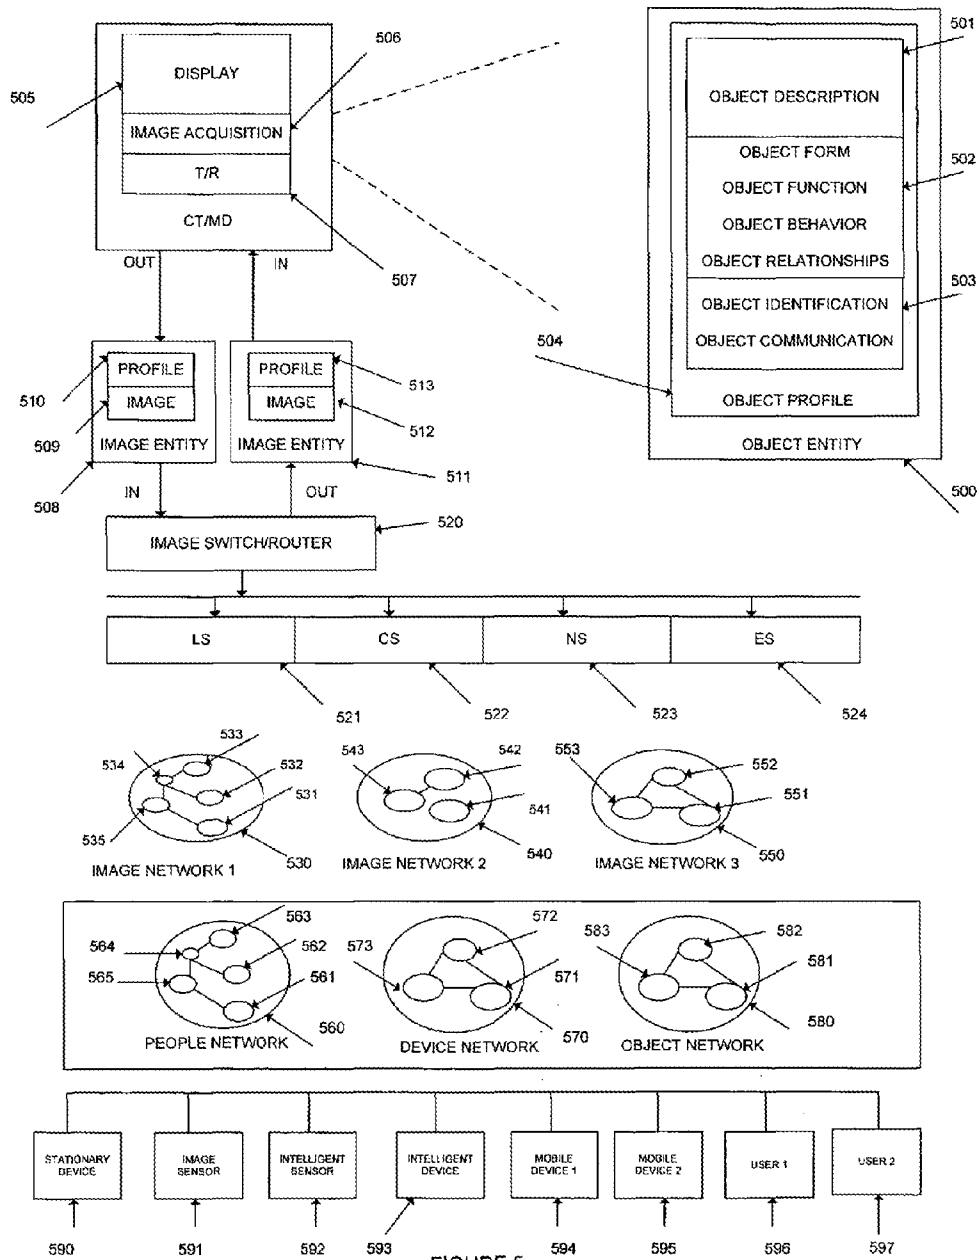 505
DISPLAY
IMAGE ACQUISITION
T/R
CT/MD
506
507
OUT
IN
501
OBJECT DESCRIPTION
OBJECT FORM
502
OBJECT FUNCTION
OBJECT BEHAVIOR
OBJECT RELATIONSHIPS
503
OBJECT IDENTIFICATION
OBJECT COMMUNICATION
504
OBJECT PROFILE
OBJECT ENTITY
500
510
PROFILE
509
IMAGE
IMAGE ENTITY
508
PROFILE
513
IMAGE
512
IMAGE ENTITY
511
IN
OUT
IMAGE SWITCH/ROUTER
520
LS
CS
NS
ES
521
522
523
524
533
534
532
531
535
530
IMAGE NETWORK 1
543
542
541
540
IMAGE NETWORK 2
553
552
551
550
IMAGE NETWORK 3
563
564
562
565
561
560
PEOPLE NETWORK
573
572
571
570
DEVICE NETWORK
583
582
581
580
OBJECT NETWORK
STATIONARY DEVICE
IMAGE SENSOR
INTELLIGENT SENSOR
INTELLIGENT DEVICE
MOBILE DEVICE 1
MOBILE DEVICE 2
USER 1
USER 2
590
591
592
593
594
595
596
597